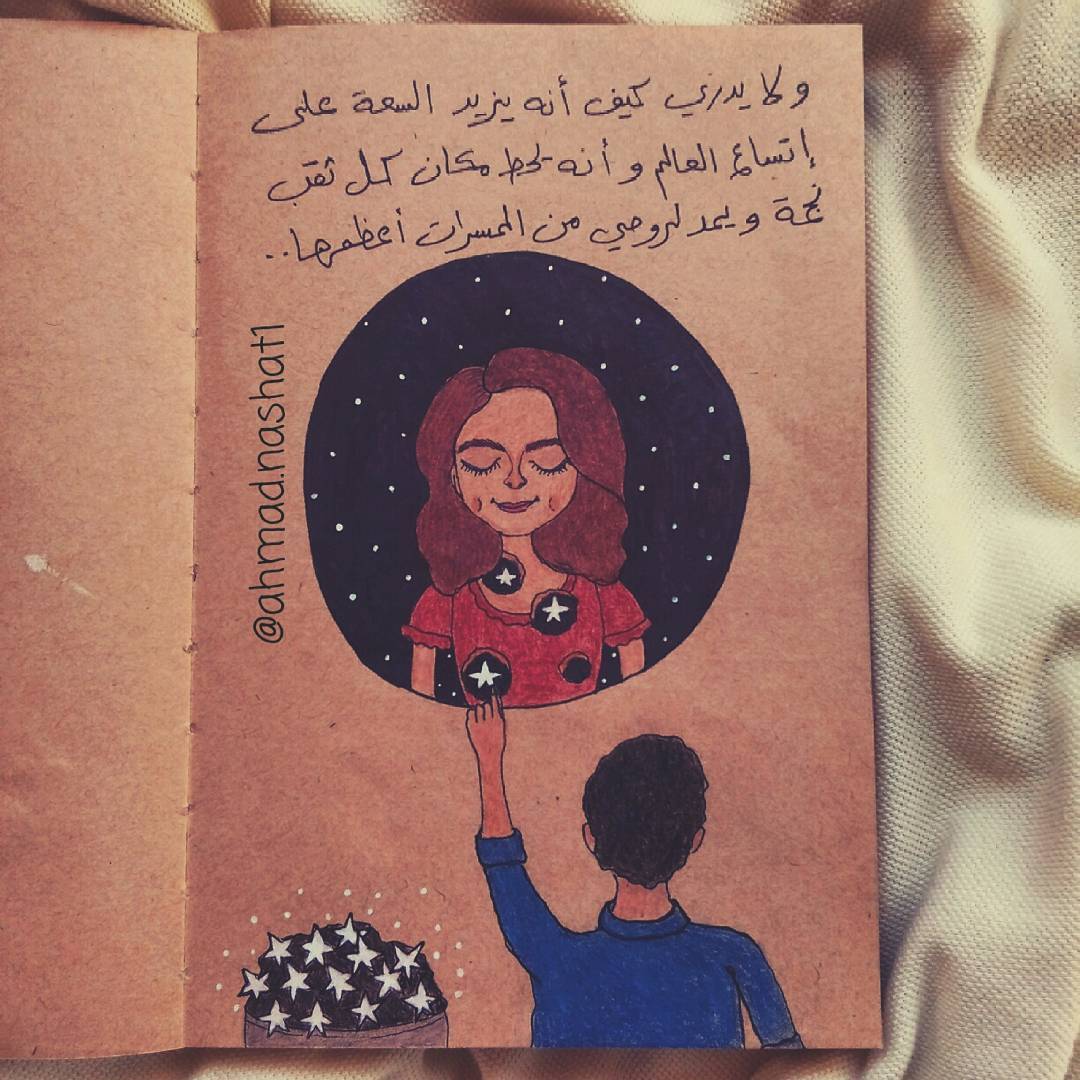 ولا يدري كيف أنه يزيد السعة على
إتساع العالم و أنه يحط مكان كل ثقب
نجمة و يمد لروحي من المسرات أعظمها..
@ahmad.nashat1